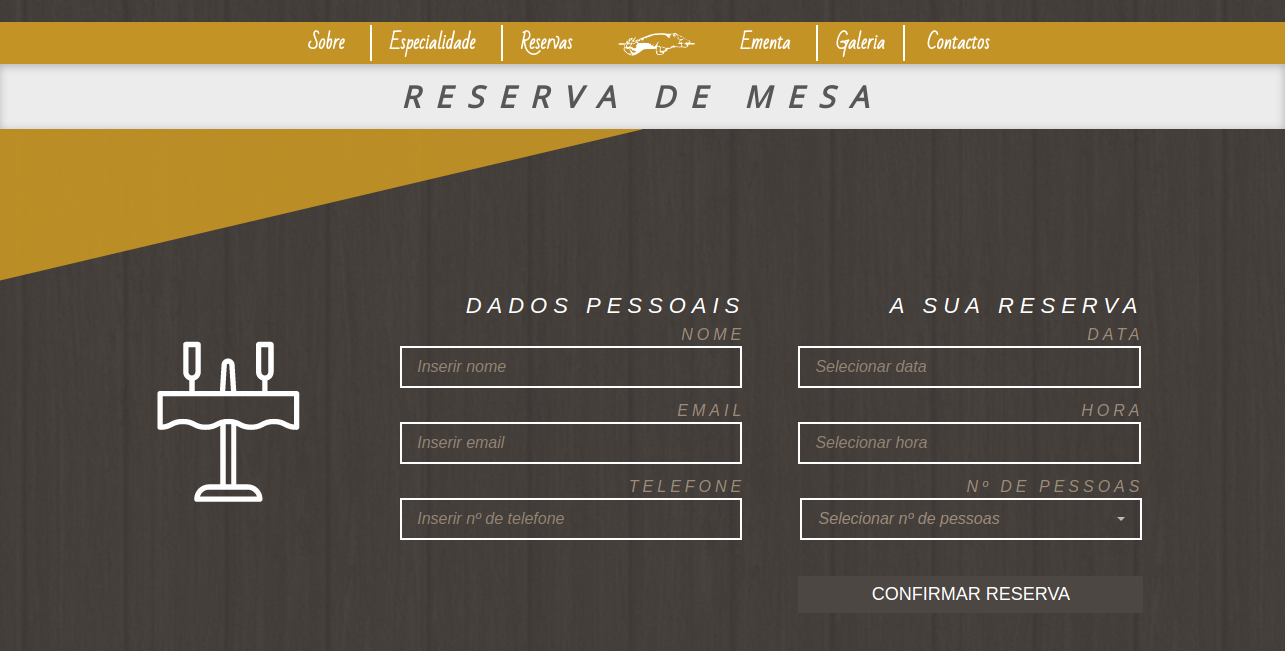 Sobre Especialidade Reservas Ementa Galeria Contactos
RESERVA DE MESA
DADOS PESSOAIS
NOME
Inserir nome
EMAIL
Inserir email
TELEFONE
Inserir nº de telefone
A SUA RESERVA
DATA
Selecionar data
HORA
Selecionar hora
Nº DE PESSOAS
Selecionar nº de pessoas
CONFIRMAR RESERVA